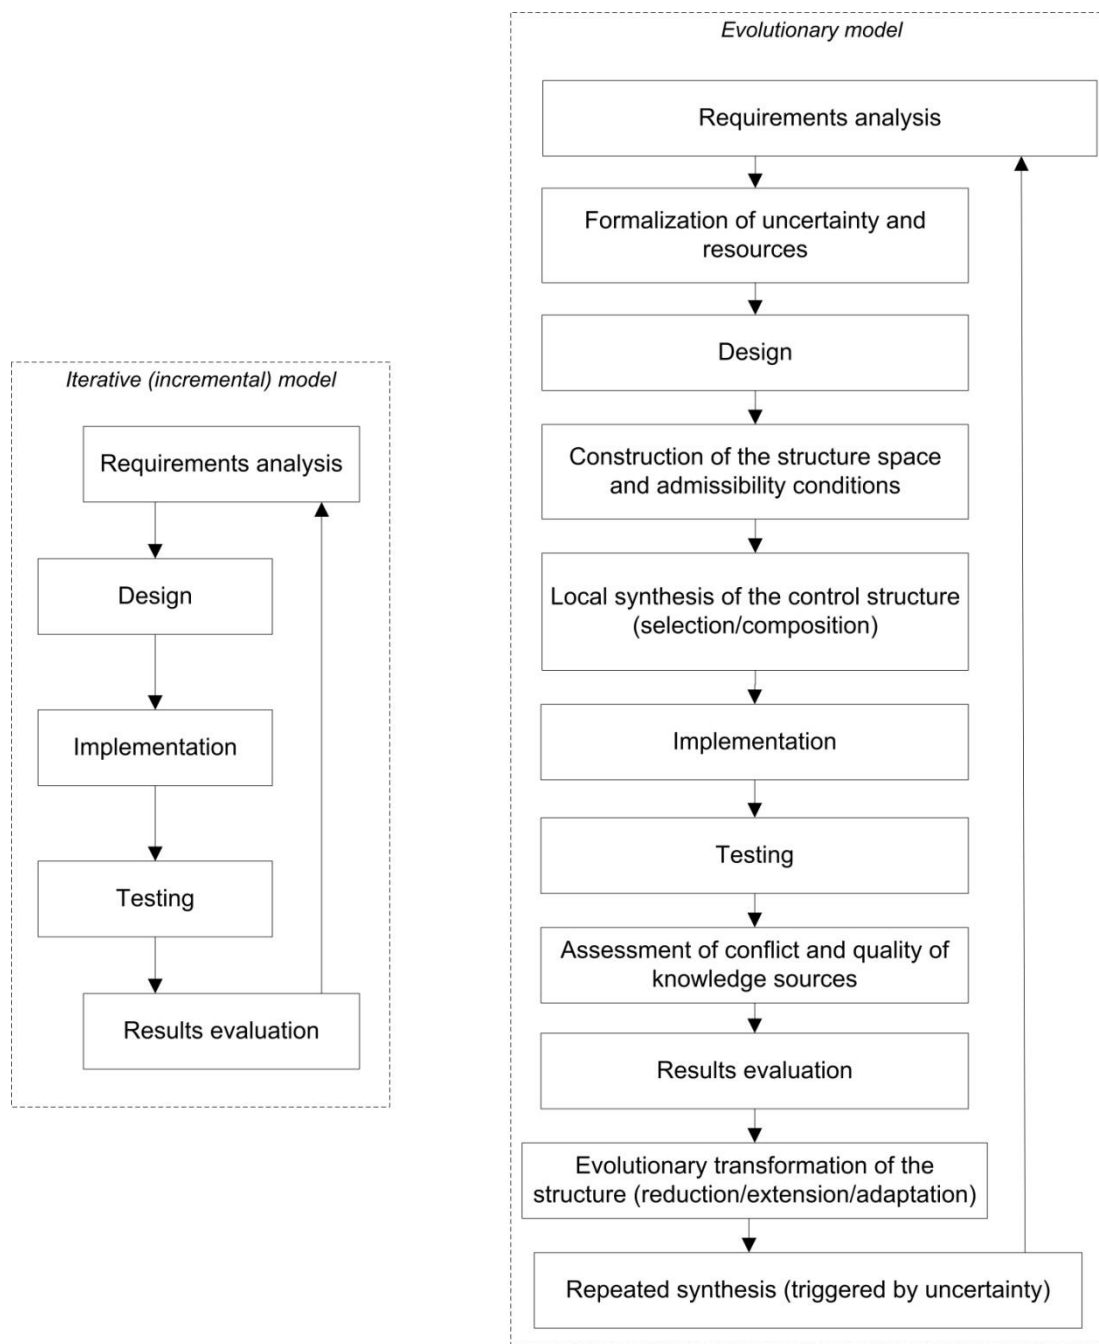 Iterative (incremental) model
Requirements analysis
Design
Implementation
Testing
Results evaluation
Evolutionary model
Requirements analysis
Formalization of uncertainty and
resources
Design
Construction of the structure space
and admissibility conditions
Local synthesis of the control structure
(selection/composition)
Implementation
Testing
Assessment of conflict and quality of
knowledge sources
Results evaluation
Evolutionary transformation of the
structure (reduction/extension/adaptation)
Repeated synthesis (triggered by uncertainty)